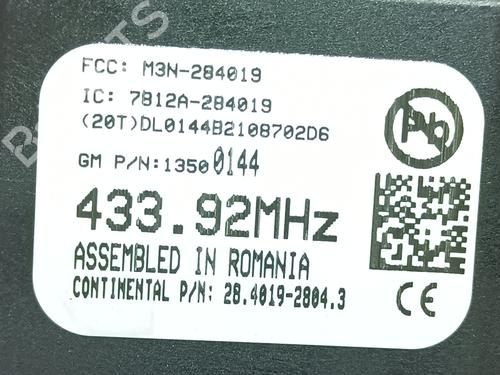 FCC: M3N-284019
IC: 7812A-284019
(20T)DL0144B2108702D6
GM P/N:13500144
433.92MHz
ASSEMBLED IN ROMANIA
CONTINENTAL P/N: 28.4019-2804.3
Pb
CE